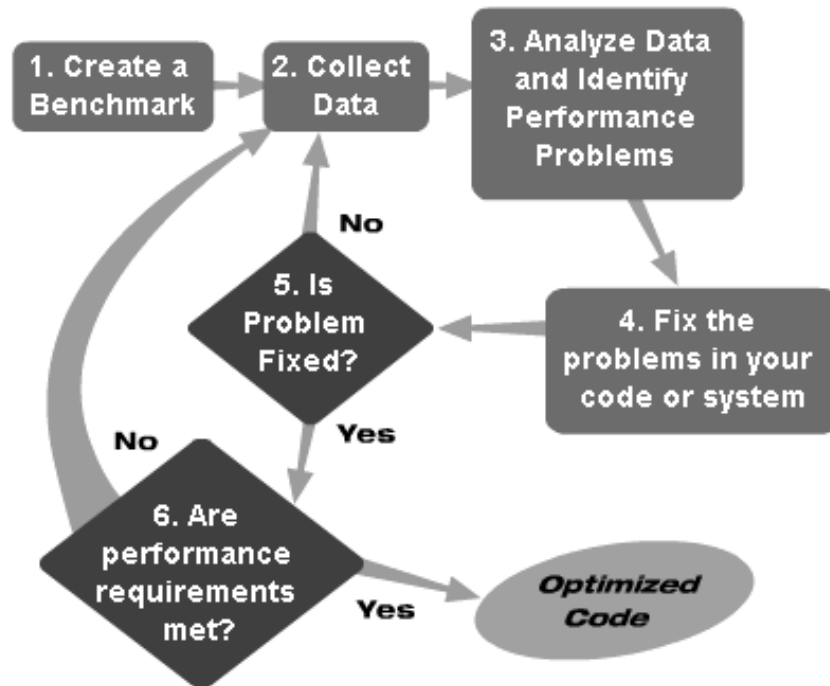 1. Create a
Benchmark
2. Collect
Data
3. Analyze Data
and Identify
Performance
Problems
4. Fix the
problems in your
code or system
5. Is
Problem
Fixed?
No
Yes
6. Are
performance
requirements
met?
No
Yes
Optimized
Code